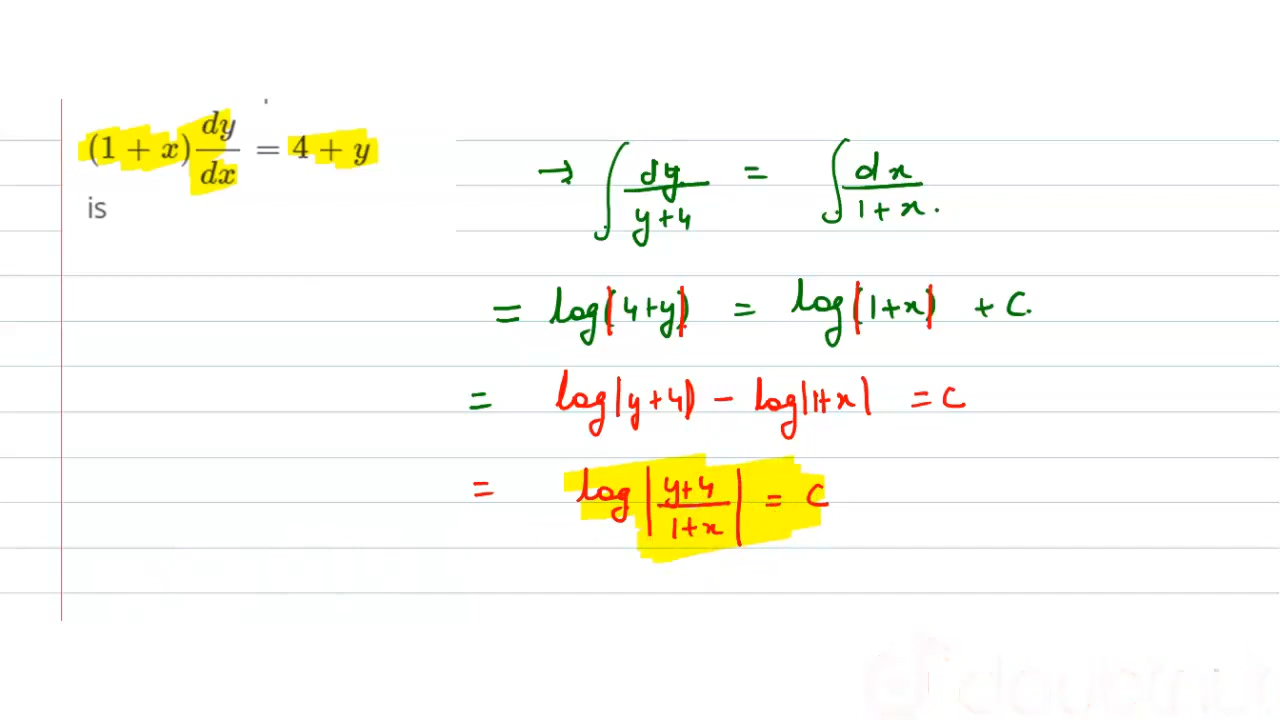 (1 + x) dy/dx = 4 + y
is
→ ∫ dy/(y+4) = ∫ dx/(1+x).
= log|(4+y)| = log|(1+x)| + C.
= log|y+4| - log|1+x| = C
= log|(y+4)/(1+x)| = C
doubtnut